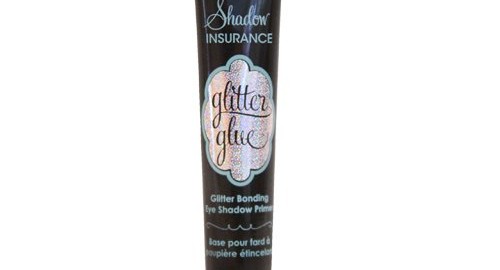 Shadow
INSURANCE
glitter
glue
Glitter Bonding
Eye Shadow Primer
Base pour fard à
paupière étincelant